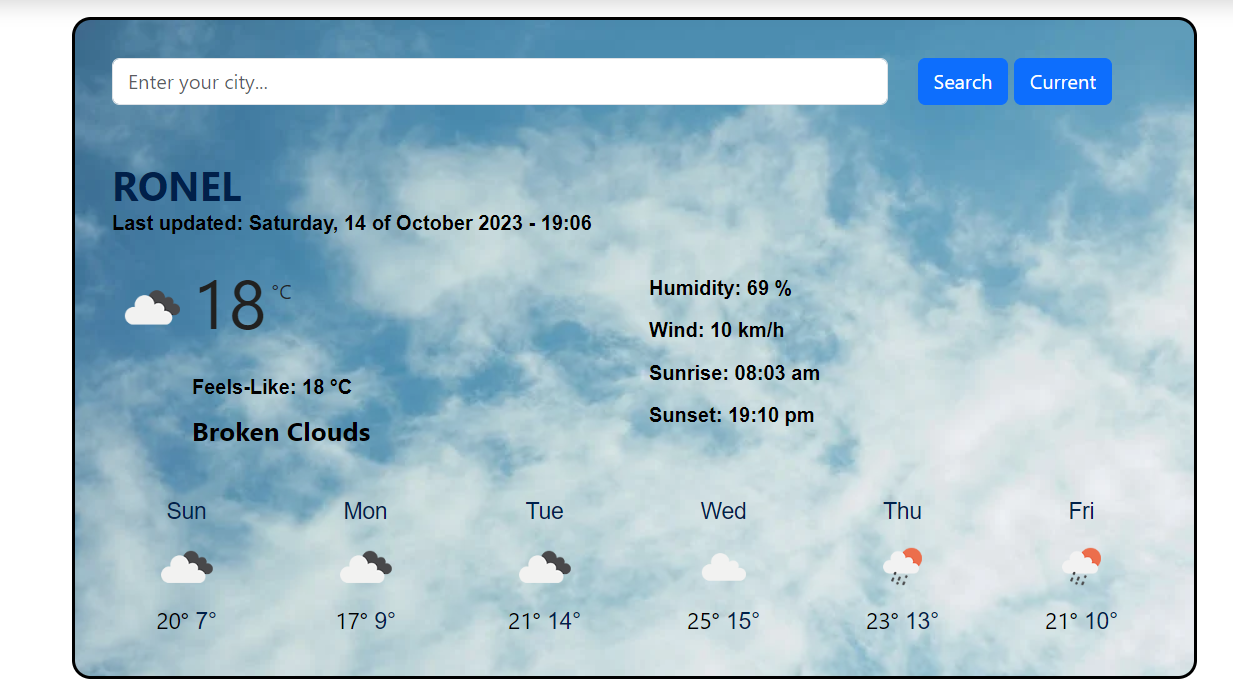 Enter your city...
Search Current
RONEL
Last updated: Saturday, 14 of October 2023 - 19:06
18 °C
Feels-Like: 18 °C
Broken Clouds
Humidity: 69 %
Wind: 10 km/h
Sunrise: 08:03 am
Sunset: 19:10 pm
Sun Mon Tue Wed Thu Fri
20° 7° 17° 9° 21° 14° 25° 15° 23° 13° 21° 10°